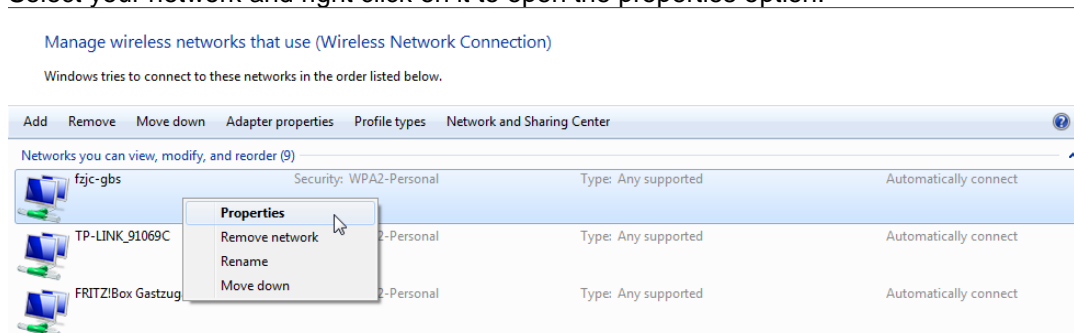 Select your network and right click on it to open the properties option.
Manage wireless networks that use (Wireless Network Connection)
Windows tries to connect to these networks in the order listed below.
Add Remove Move down Adapter properties Profile types Network and Sharing Center
Networks you can view, modify, and reorder (9)
fzjc-gbs Security: WPA2-Personal Type: Any supported Automatically connect
Properties
TP-LINK_91069C Remove network 2-Personal Type: Any supported Automatically connect
Rename
Move down
FRITZ!Box Gastzug 2-Personal Type: Any supported Automatically connect